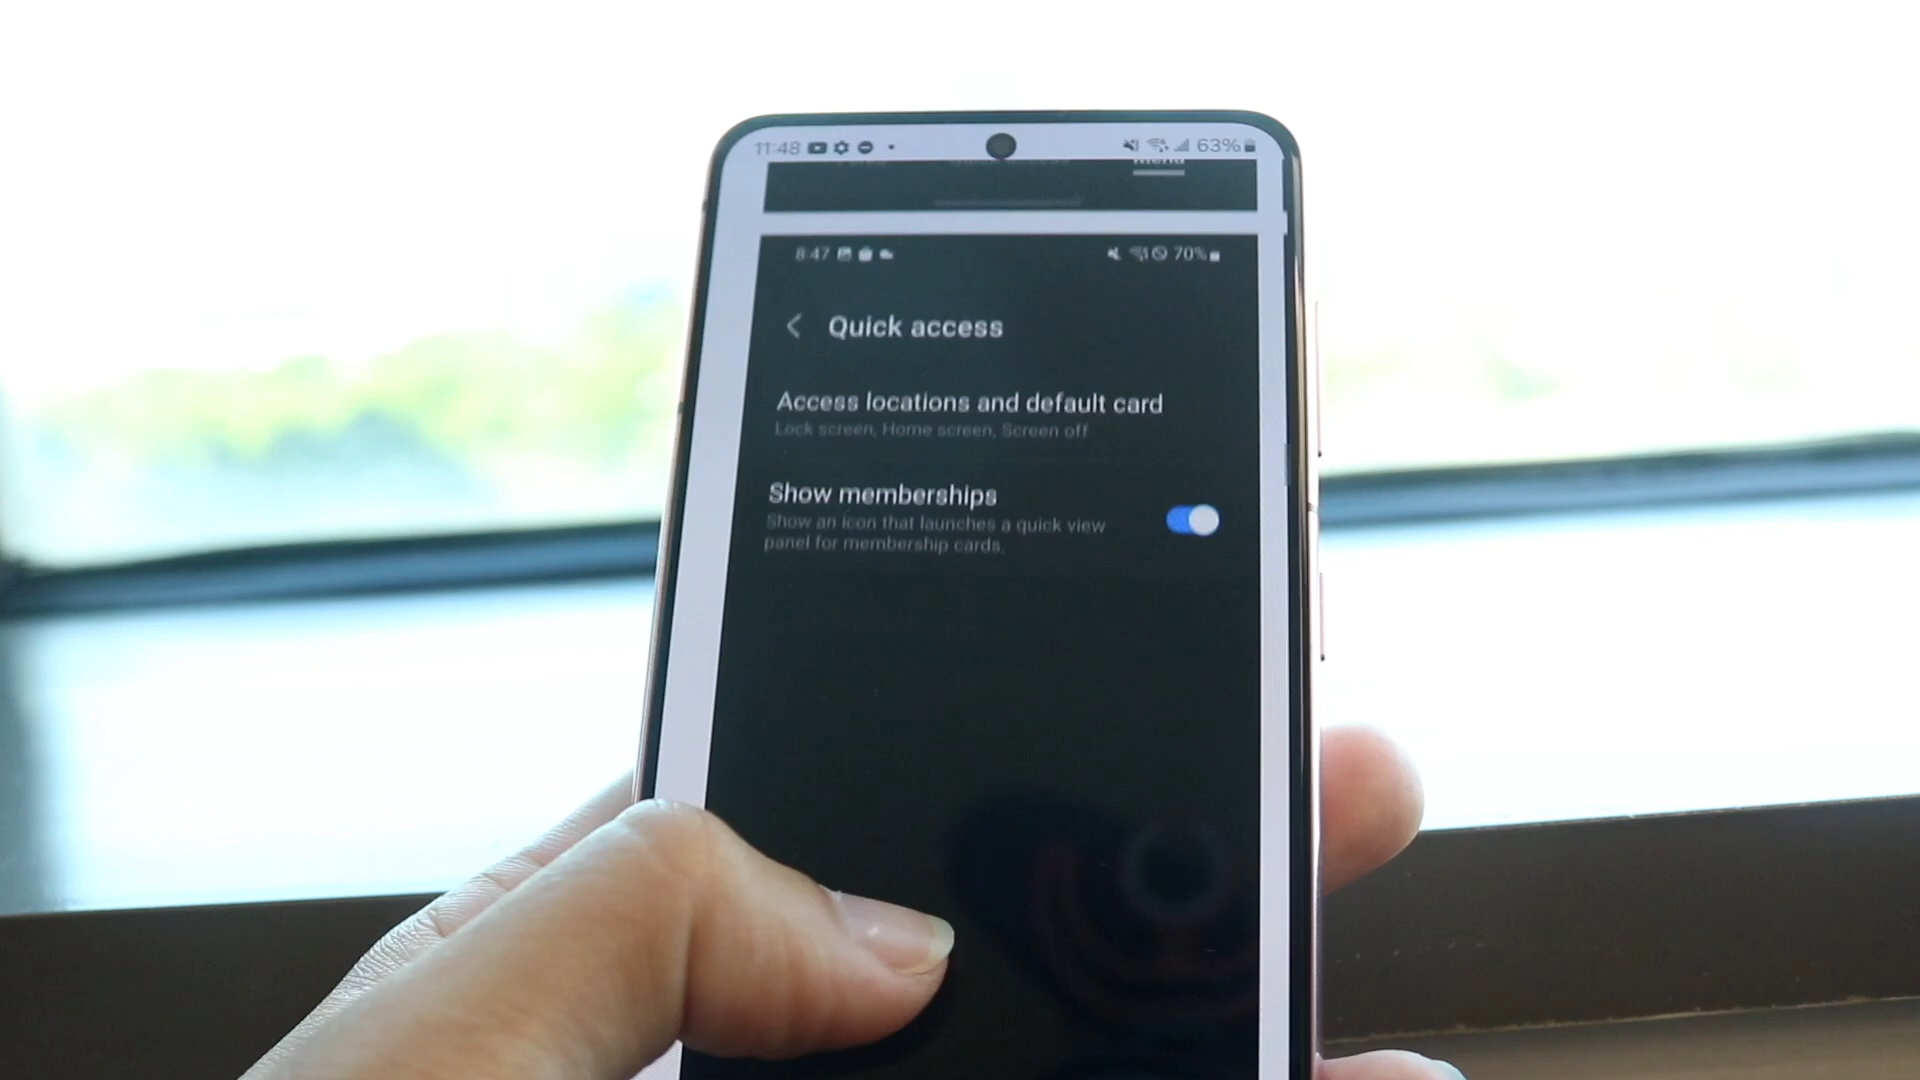 11:48 63%
Menu
8:47 70%
Quick access
Access locations and default card
Lock screen, Home screen, Screen off
Show memberships
Show an icon that launches a quick view
panel for membership cards.